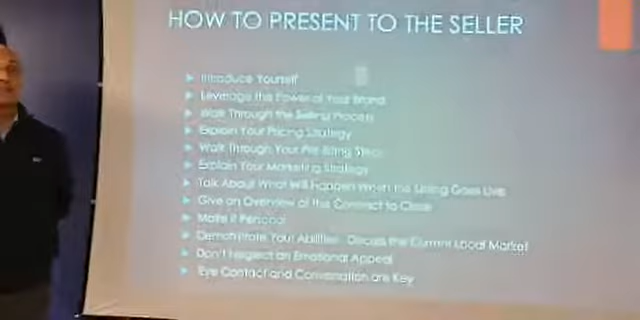 HOW TO PRESENT TO THE SELLER
Introduce Yourself
Leverage the Power of Your Brand
Walk Through the Selling Process
Explain Your Pricing Strategy
Walk Through Your Pre-listing Steps
Explain Your Marketing Strategy
Talk About What Will Happen When the Listing Goes Live
Give an Overview of the Contract to Close
Make it Personal
Demonstrate Your Abilities - Discuss the Current Local Market
Don't Neglect an Emotional Appeal
Eye Contact and Conversation are Key